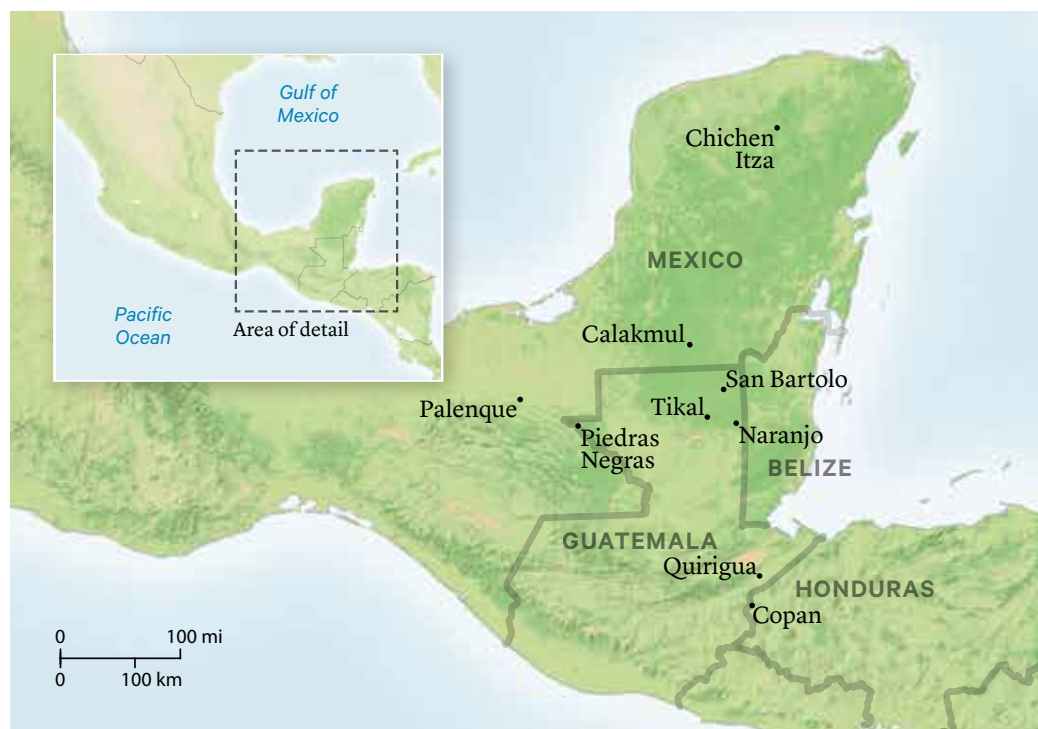 Gulf of
Mexico
Pacific
Ocean
Area of detail
Chichen
Itza
MEXICO
Calakmul
San Bartolo
Palenque
Tikal
Naranjo
Piedras
Negras
BELIZE
GUATEMALA
Quirigua
HONDURAS
Copan
0 100 mi
0 100 km